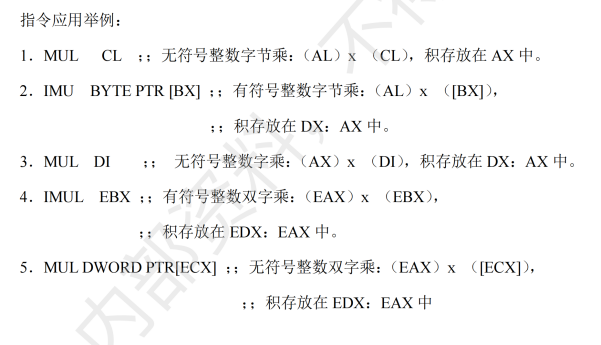 指令应用举例：
1．MUL CL ；；无符号整数字节乘：（AL）x （CL），积存放在 AX 中。
2．IMU BYTE PTR [BX] ；；有符号整数字节乘：（AL）x （[BX]），
；；积存放在 DX：AX 中。
3．MUL DI ；； 无符号整数字乘：（AX）x （DI），积存放在 DX：AX 中。
4．IMUL EBX ；；有符号整数双字乘：（EAX）x （EBX），
；；积存放在 EDX：EAX 中。
5．MUL DWORD PTR[ECX] ；；无符号整数双字乘：（EAX）x （[ECX]），
；；积存放在 EDX：EAX 中
内部资料，不